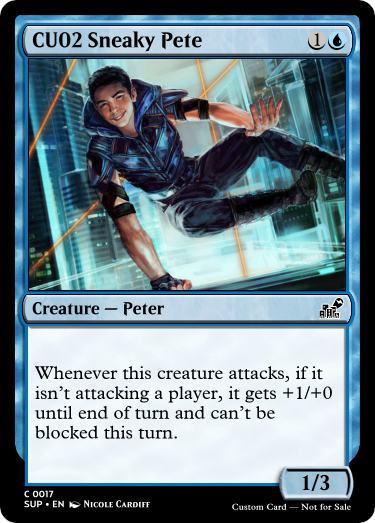 CU02 Sneaky Pete
1
Creature — Peter
Whenever this creature attacks, if it
isn't attacking a player, it gets +1/+0
until end of turn and can't be
blocked this turn.
1/3
C 0017
SUP • EN Nicole Cardiff
Custom Card — Not for Sale